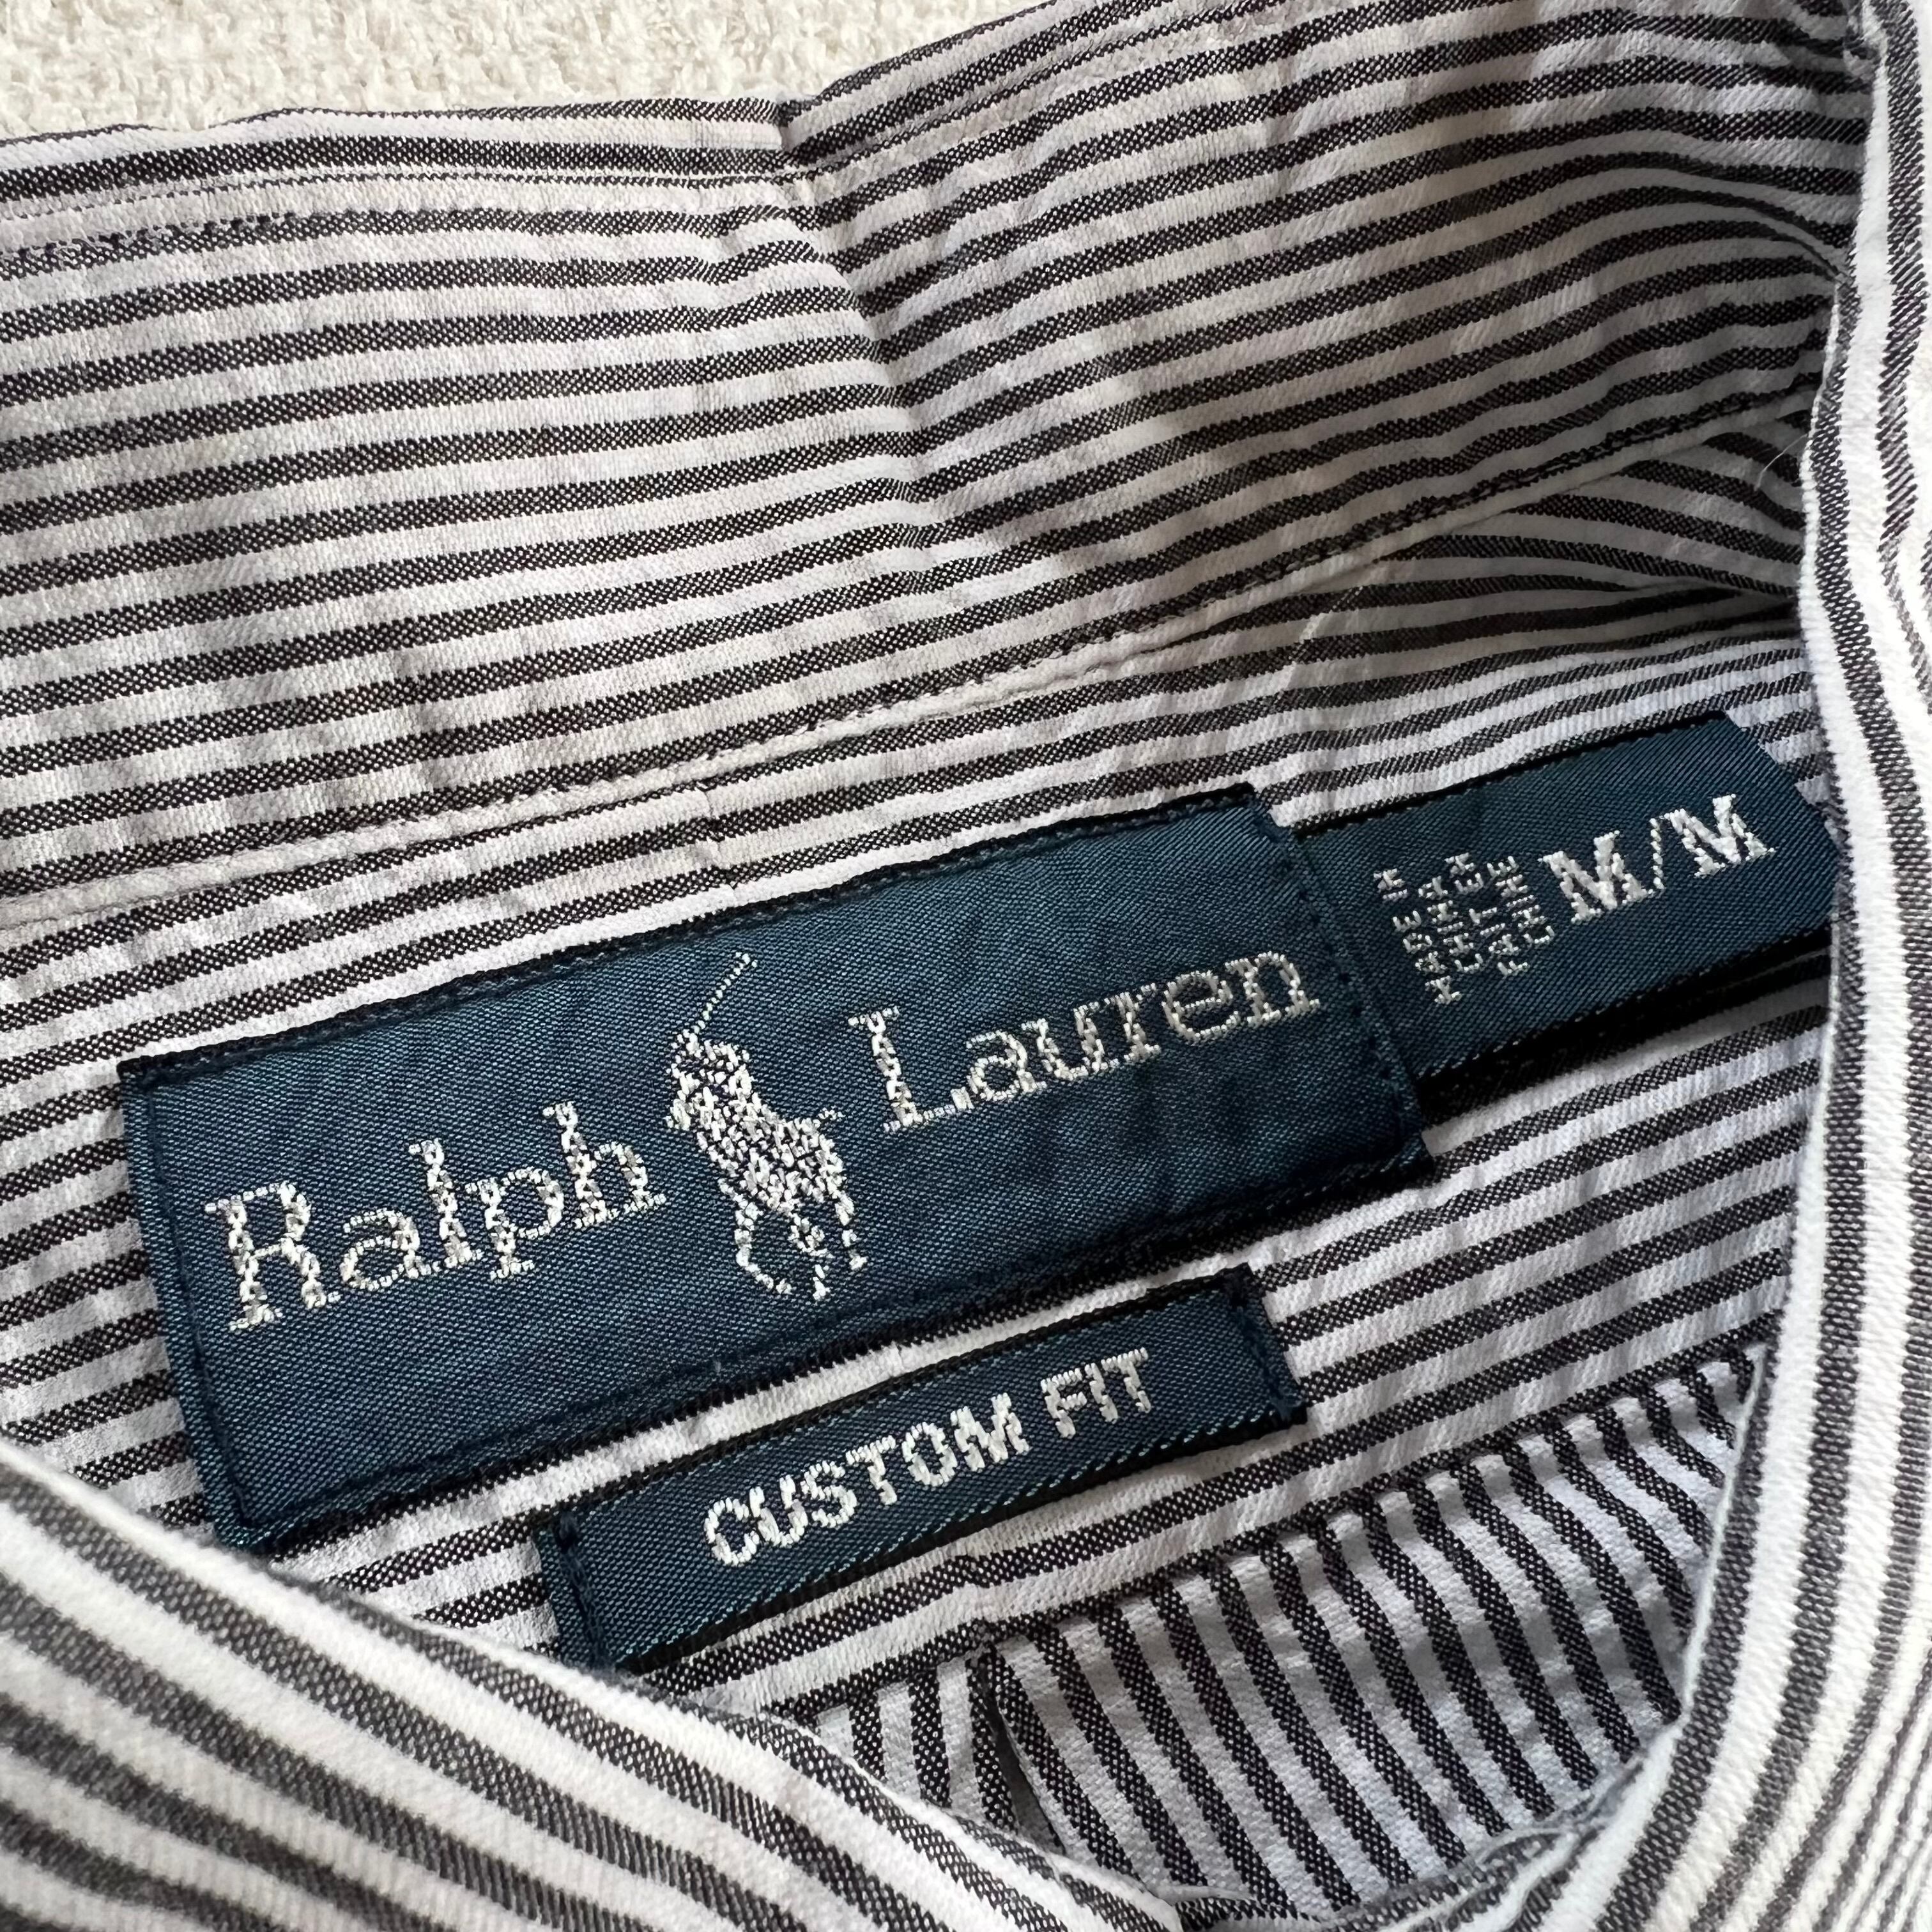 Ralph Lauren
MADE IN
CHINA
FAIT EN
CHINE
M/M
CUSTOM FIT